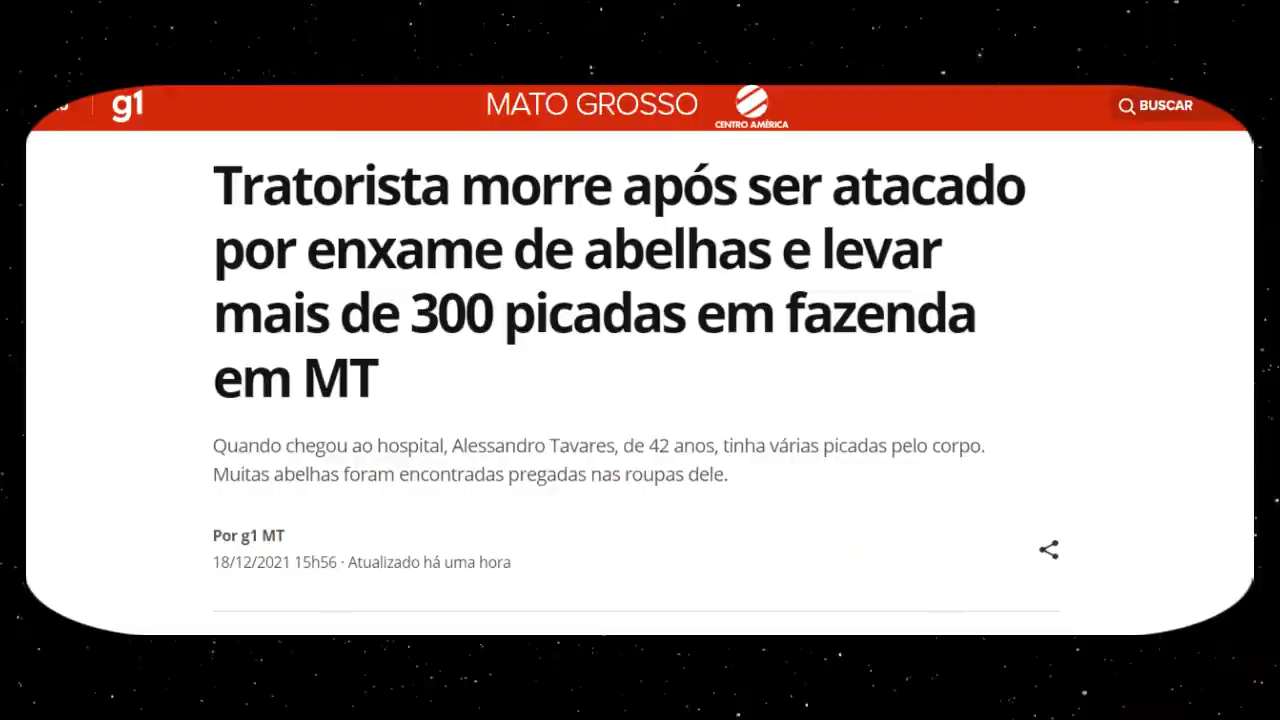 g1
MATO GROSSO
CENTRO AMÉRICA
BUSCAR
Tratorista morre após ser atacado
por enxame de abelhas e levar
mais de 300 picadas em fazenda
em MT
Quando chegou ao hospital, Alessandro Tavares, de 42 anos, tinha várias picadas pelo corpo.
Muitas abelhas foram encontradas pregadas nas roupas dele.
Por g1 MT
18/12/2021 15h56 · Atualizado há uma hora